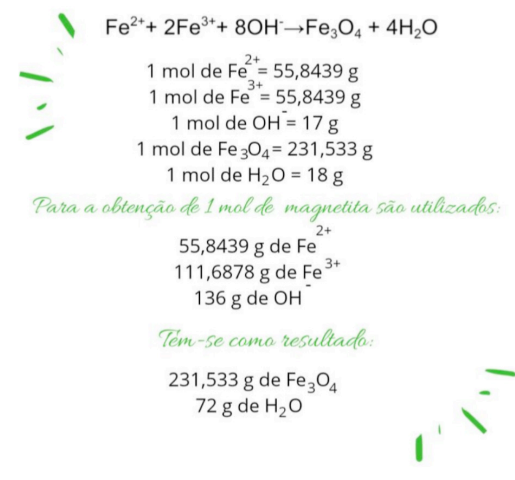 Fe²⁺+ 2Fe³⁺+ 8OH⁻→Fe₃O₄ + 4H₂O
1 mol de Fe²⁺= 55,8439 g
1 mol de Fe³⁺= 55,8439 g
1 mol de OH⁻= 17 g
1 mol de Fe₃O₄= 231,533 g
1 mol de H₂O = 18 g
Para a obtenção de 1 mol de magnetita são utilizados:
55,8439 g de Fe²⁺
111,6878 g de Fe³⁺
136 g de OH⁻
Têm-se como resultado:
231,533 g de Fe₃O₄
72 g de H₂O